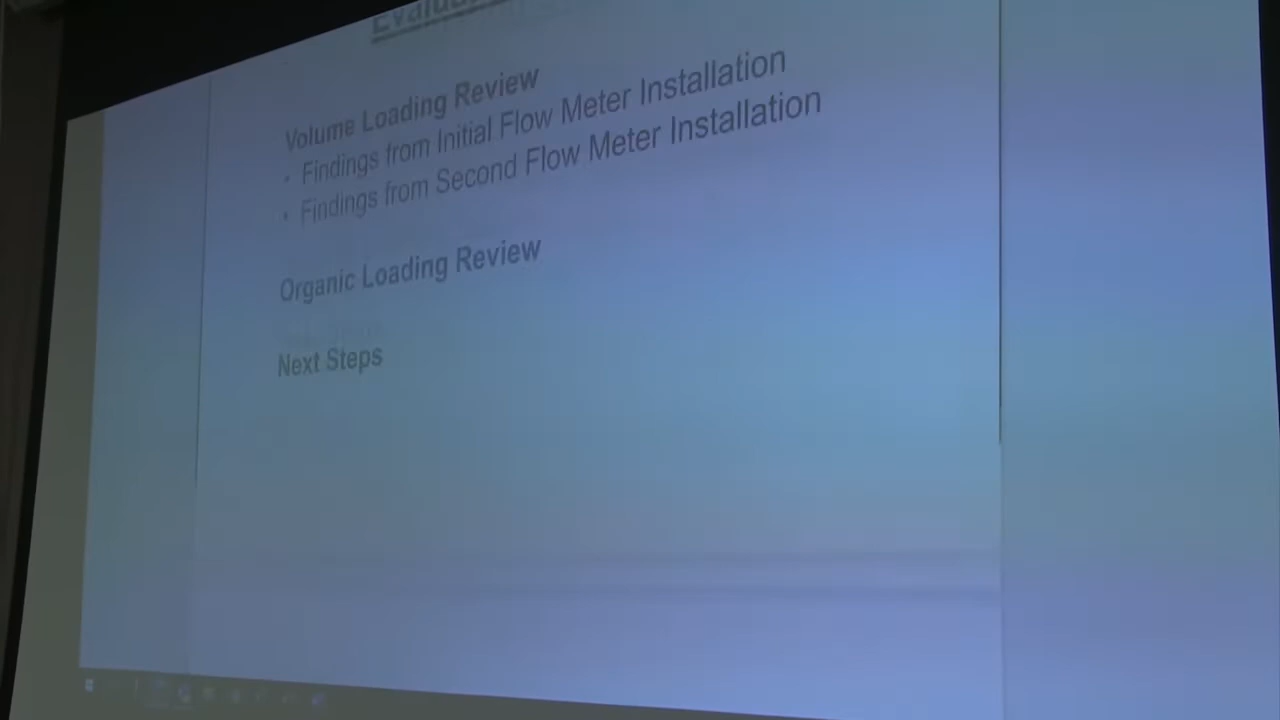 Volume Loading Review
• Findings from Initial Flow Meter Installation
• Findings from Second Flow Meter Installation
Organic Loading Review
Next Steps